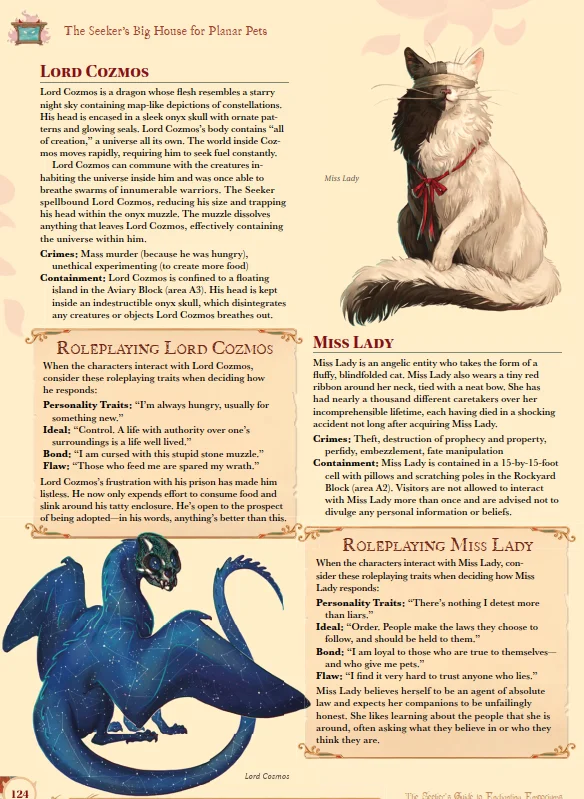 The Seeker's Big House for Planar Pets
Lord Cozmos
Lord Cozmos is a dragon whose flesh resembles a starry
night sky containing map-like depictions of constellations.
His head is encased in a sleek onyx skull with ornate pat-
terns and glowing seals. Lord Cozmos's body contains "all
of creation," a universe all its own. The world inside Coz-
mos moves rapidly, requiring him to seek fuel constantly.
Lord Cozmos can commune with the creatures in-
habiting the universe inside him and was once able to
breathe swarms of innumerable warriors. The Seeker
spellbound Lord Cozmos, reducing his size and trapping
his head within the onyx muzzle. The muzzle dissolves
anything that leaves Lord Cozmos, effectively containing
the universe within him.
Crimes: Mass murder (because he was hungry),
unethical experimenting (to create more food)
Containment: Lord Cozmos is confined to a floating
island in the Aviary Block (area A3). His head is kept
inside an indestructible onyx skull, which disintegrates
any creatures or objects Lord Cozmos breathes out.
Roleplaying Lord Cozmos
When the characters interact with Lord Cozmos,
consider these roleplaying traits when deciding how
he responds:
Personality Traits: "I'm always hungry, usually for
something new."
Ideal: "Control. A life with authority over one's
surroundings is a life well lived."
Bond: "I am cursed with this stupid stone muzzle."
Flaw: "Those who feed me are spared my wrath."
Lord Cozmos's frustration with his prison has made him
listless. He now only expends effort to consume food and
slink around his tatty enclosure. He's open to the prospect
of being adopted—in his words, anything's better than this.
Lord Cozmos
124
Miss Lady
Miss Lady
Miss Lady is an angelic entity who takes the form of a
fluffy, blindfolded cat. Miss Lady also wears a tiny red
ribbon around her neck, tied with a neat bow. She has
had nearly a thousand different caretakers over her
incomprehensible lifetime, each having died in a shocking
accident not long after acquiring Miss Lady.
Crimes: Theft, destruction of prophecy and property,
perfidy, embezzlement, fate manipulation
Containment: Miss Lady is contained in a 15-by-15-foot
cell with pillows and scratching poles in the Rockyard
Block (area A2). Visitors are not allowed to interact
with Miss Lady more than once and are advised not to
divulge any personal information or beliefs.
Roleplaying Miss Lady
When the characters interact with Miss Lady, con-
sider these roleplaying traits when deciding how Miss
Lady responds:
Personality Traits: "There's nothing I detest more
than liars."
Ideal: "Order. People make the laws they choose to
follow, and should be held to them."
Bond: "I am loyal to those who are true to themselves—
and who give me pets."
Flaw: "I find it very hard to trust anyone who lies."
Miss Lady believes herself to be an agent of absolute
law and expects her companions to be unfailingly
honest. She likes learning about the people that she is
around, often asking what they believe in or who they
think they are.
The Seeker's Guide to Enchanting Emporiums